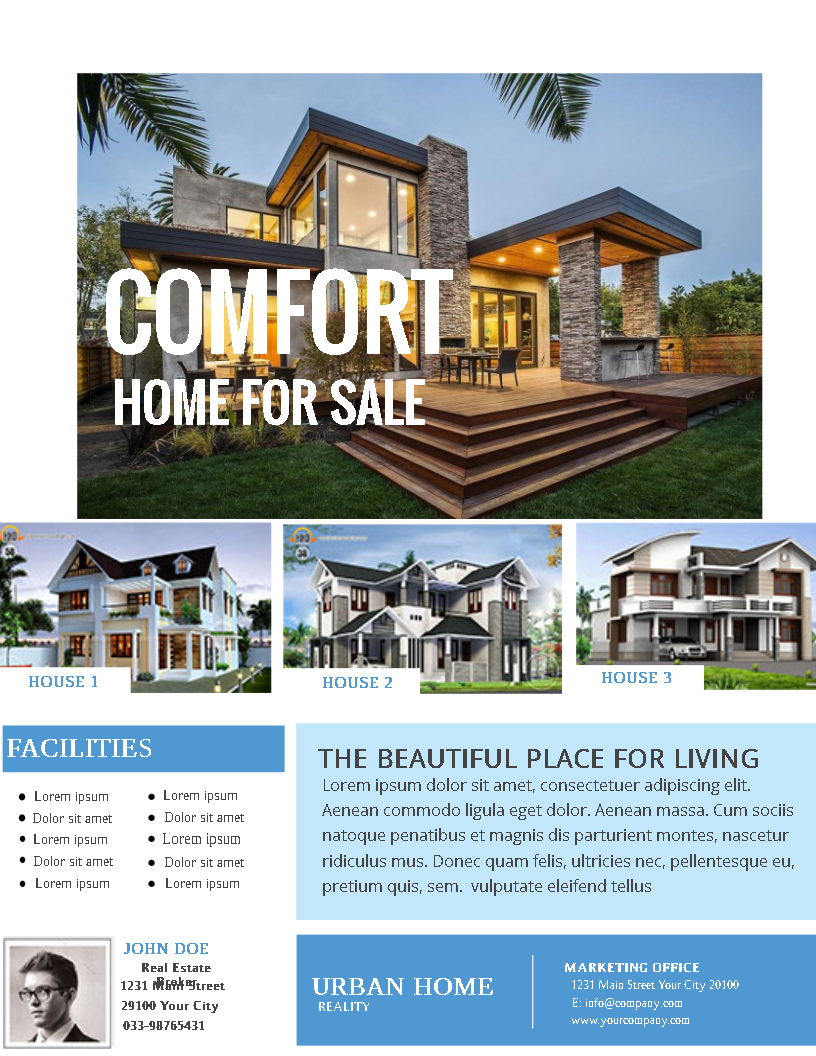 COMFORT
HOME FOR SALE
HOUSE 1
HOUSE 2
HOUSE 3
FACILITIES
Lorem ipsum
Dolor sit amet
Lorem ipsum
Dolor sit amet
Lorem ipsum
Lorem ipsum
Dolor sit amet
Lorem ipsum
Dolor sit amet
Lorem ipsum
THE BEAUTIFUL PLACE FOR LIVING
Lorem ipsum dolor sit amet, consectetuer adipiscing elit.
Aenean commodo ligula eget dolor. Aenean massa. Cum sociis
natoque penatibus et magnis dis parturient montes, nascetur
ridiculus mus. Donec quam felis, ultricies nec, pellentesque eu,
pretium quis, sem. vulputate eleifend tellus
JOHN DOE
Real Estate
Broker
1231 Main Street
29100 Your City
033-98765431
URBAN HOME
REALITY
MARKETING OFFICE
1231 Main Street Your City 20100
E: info@company.com
www.yourcompany.com